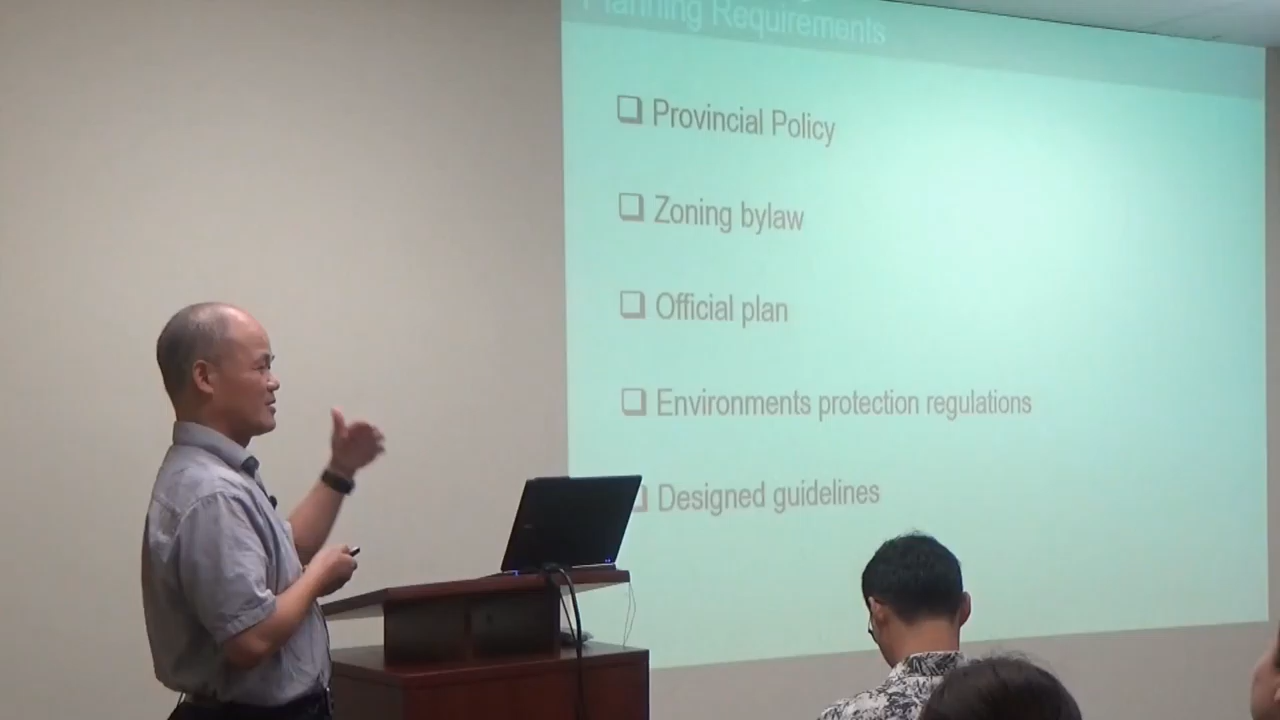 Planning Requirements
Provincial Policy
Zoning bylaw
Official plan
Environments protection regulations
Designed guidelines